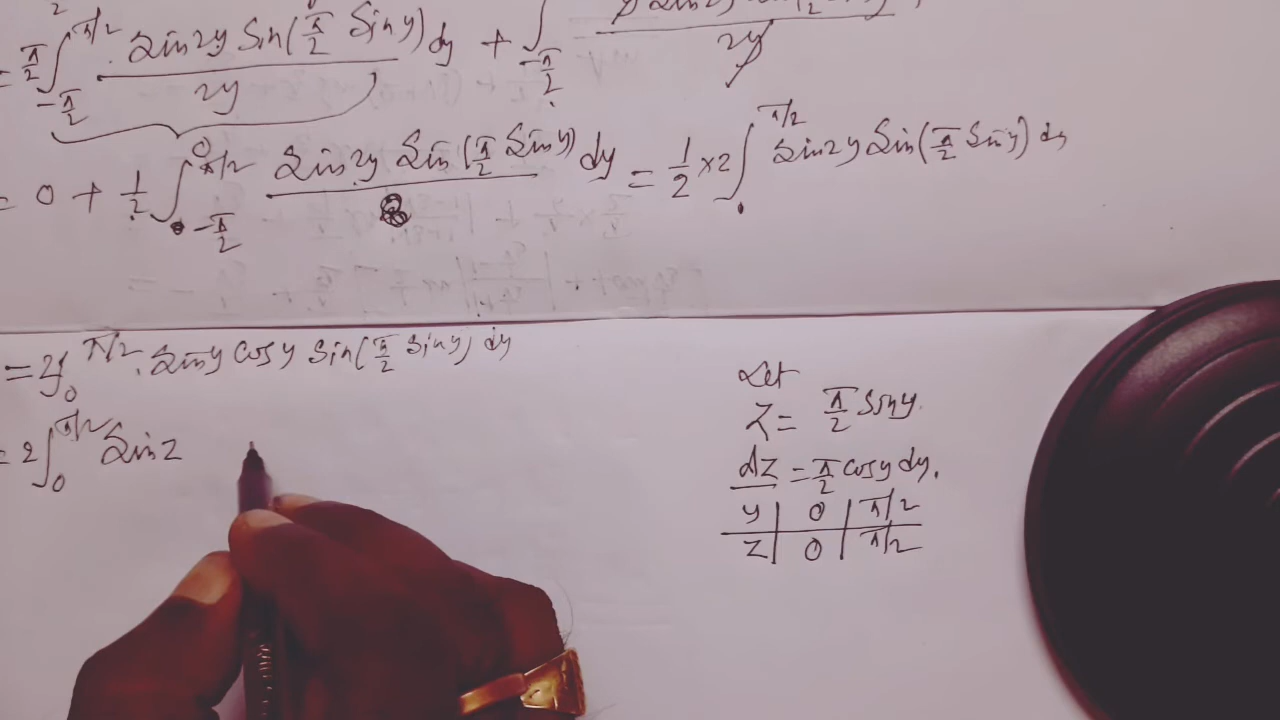 = π/2 ∫_{-π/2}^{π/2} Sin2y Sin(π/2 Siny)/2y dy + ∫_{-π/2}
= 0 + 1/2 ∫_{-π/2}^{π/2} Sin2y Sin(π/2 Siny) dy = 1/2 × 2 ∫_0^{π/2} Sin2y Sin(π/2 Siny) dy
= 2∫_0^{π/2} Siny Cosy Sin(π/2 Siny) dy
= 2∫_0^{π/2} SinZ
Let
Z = π/2 Siny.
dZ = π/2 Cosy dy.
y | 0 | π/2
Z | 0 | π/2